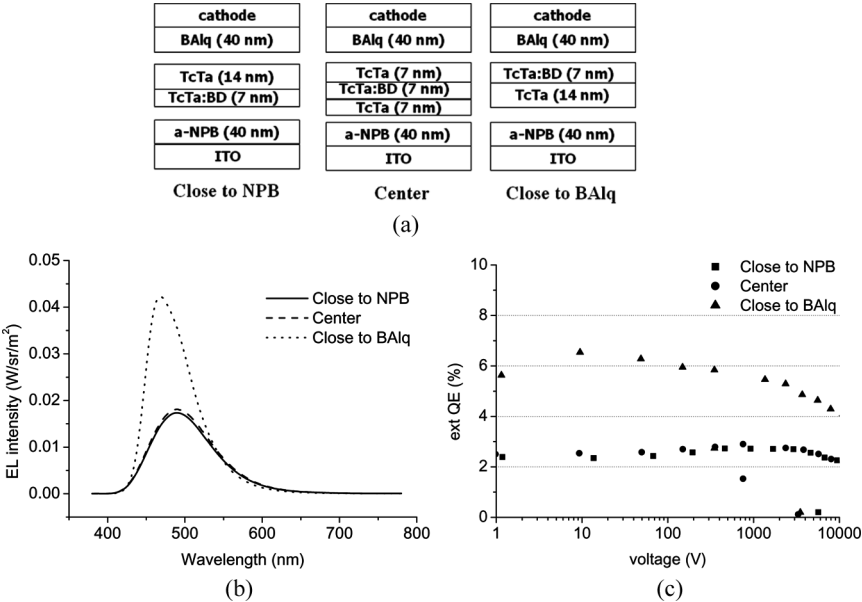 cathode
BAlq (40 nm)
TcTa (14 nm)
TcTa:BD (7 nm)
a-NPB (40 nm)
ITO
Close to NPB
cathode
BAlq (40 nm)
TcTa (7 nm)
TcTa:BD (7 nm)
TcTa (7 nm)
a-NPB (40 nm)
ITO
Center
cathode
BAlq (40 nm)
TcTa:BD (7 nm)
TcTa (14 nm)
a-NPB (40 nm)
ITO
Close to BAlq
(a)
EL intensity (W/sr/m²)
0.05
0.04
0.03
0.02
0.01
0.00
400 500 600 700 800
Wavelength (nm)
Close to NPB
Center
Close to BAlq
(b)
ext QE (%)
10
8
6
4
2
0
1 10 100 1000 10000
voltage (V)
Close to NPB
Center
Close to BAlq
(c)